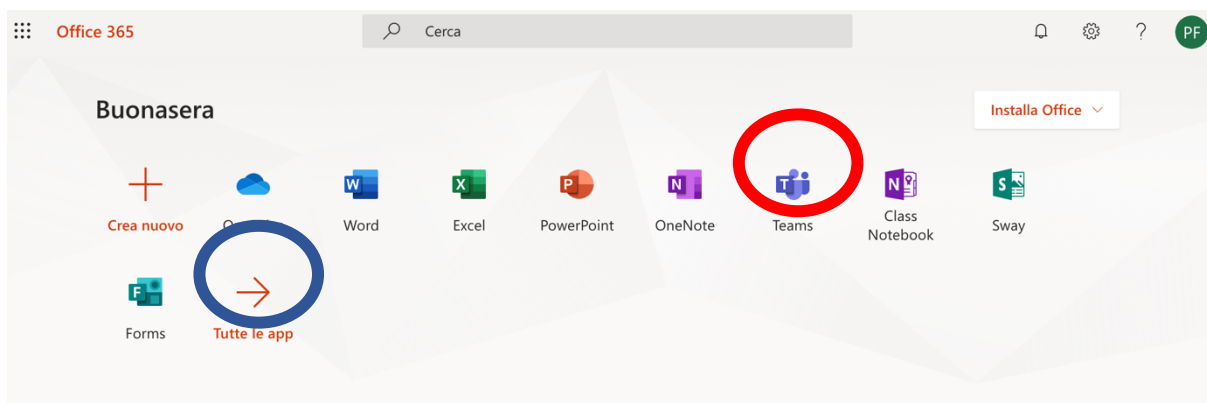 Office 365
Cerca
PF
Buonasera
Installa Office
Crea nuovo
Word
Excel
PowerPoint
OneNote
Teams
Class
Notebook
Sway
Forms
Tutte le app